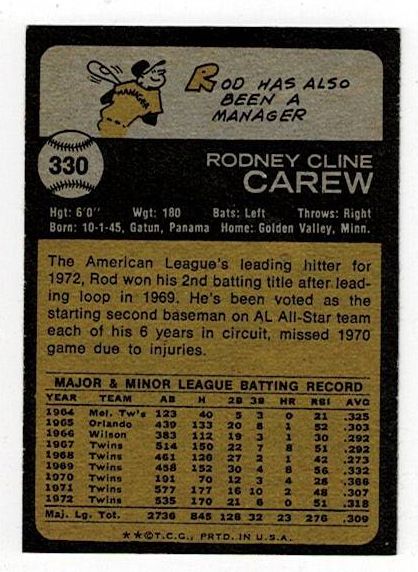 MANAGER
ROD HAS ALSO
BEEN A
MANAGER
330
RODNEY CLINE
CAREW
Hgt: 6'0" Wgt: 180 Bats: Left Throws: Right
Born: 10-1-45, Gatun, Panama Home: Golden Valley, Minn.
The American League's leading hitter for
1972, Rod won his 2nd batting title after lead-
ing loop in 1969. He's been voted as the
starting second baseman on AL All-Star team
each of his 6 years in circuit, missed 1970
game due to injuries.
MAJOR & MINOR LEAGUE BATTING RECORD
YEAR TEAM AB H 2B 3B HR RBI AVG
1964 Mel. Tw's 123 40 5 3 0 21 .325
1965 Orlando 439 133 20 8 1 52 .303
1966 Wilson 383 112 19 3 1 30 .292
1967 Twins 514 150 22 7 8 51 .292
1968 Twins 461 126 27 2 1 42 .273
1969 Twins 458 152 30 4 8 56 .332
1970 Twins 191 70 12 3 4 28 .366
1971 Twins 577 177 16 10 2 48 .307
1972 Twins 535 170 21 6 0 51 .318
Maj. Lg. Tot. 2736 845 128 32 23 276 .309
★★©T.C.G., PRTD. IN U.S.A.